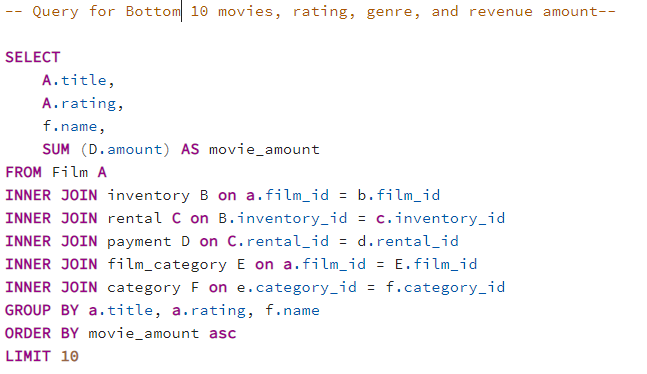 -- Query for Bottom 10 movies, rating, genre, and revenue amount--
SELECT
A.title,
A.rating,
f.name,
SUM (D.amount) AS movie_amount
FROM Film A
INNER JOIN inventory B on a.film_id = b.film_id
INNER JOIN rental C on B.inventory_id = c.inventory_id
INNER JOIN payment D on C.rental_id = d.rental_id
INNER JOIN film_category E on a.film_id = E.film_id
INNER JOIN category F on e.category_id = f.category_id
GROUP BY a.title, a.rating, f.name
ORDER BY movie_amount asc
LIMIT 10